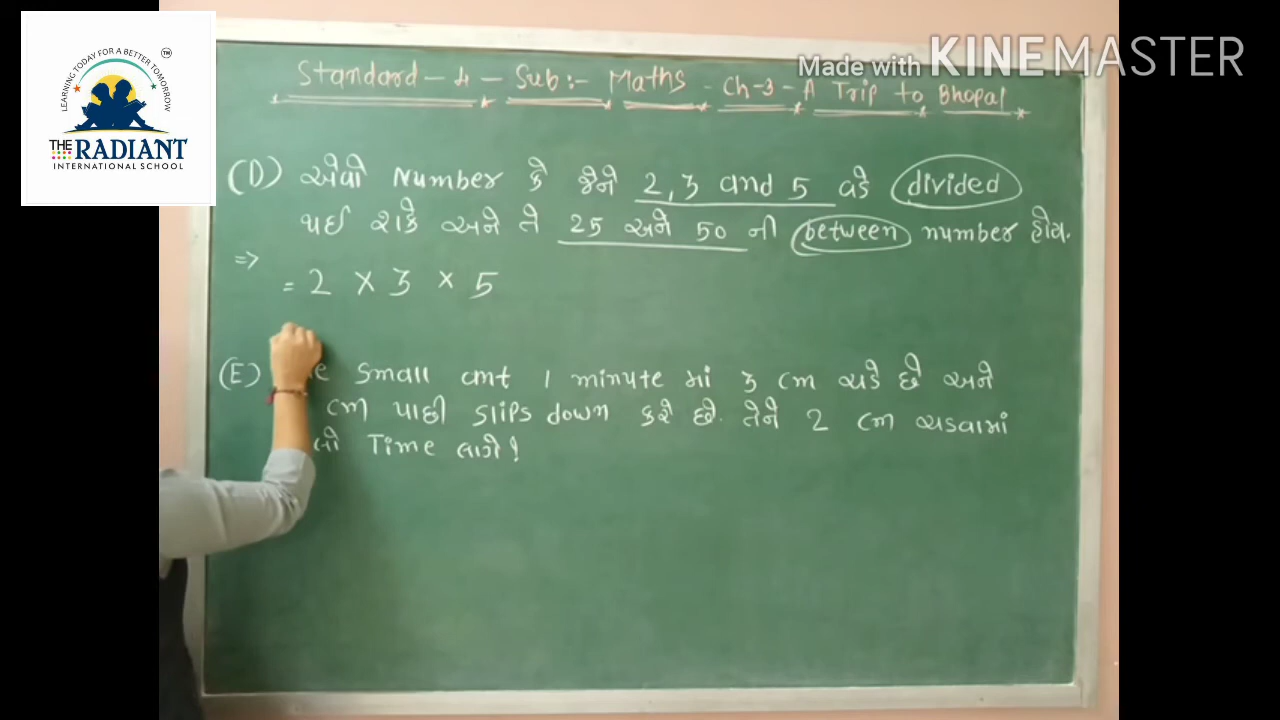 LEARNING TODAY FOR A BETTER TOMORROW
TM
THE RADIANT
INTERNATIONAL SCHOOL
Made with KINEMASTER
Standard - 4 - Sub:- Maths - Ch-3 - A Trip to Bhopal
(D) એવો Number કે જેને 2, 3 and 5 વડે divided
થઈ શકે અને તે 25 અને 50 ની between number હોય.
=>
= 2 × 3 × 5
(E) small ant 1 minute માં 3 cm ચડે છે અને
cm પાછી slips down કરે છે. તેને 2 cm ચડવામાં
Time લાગે!